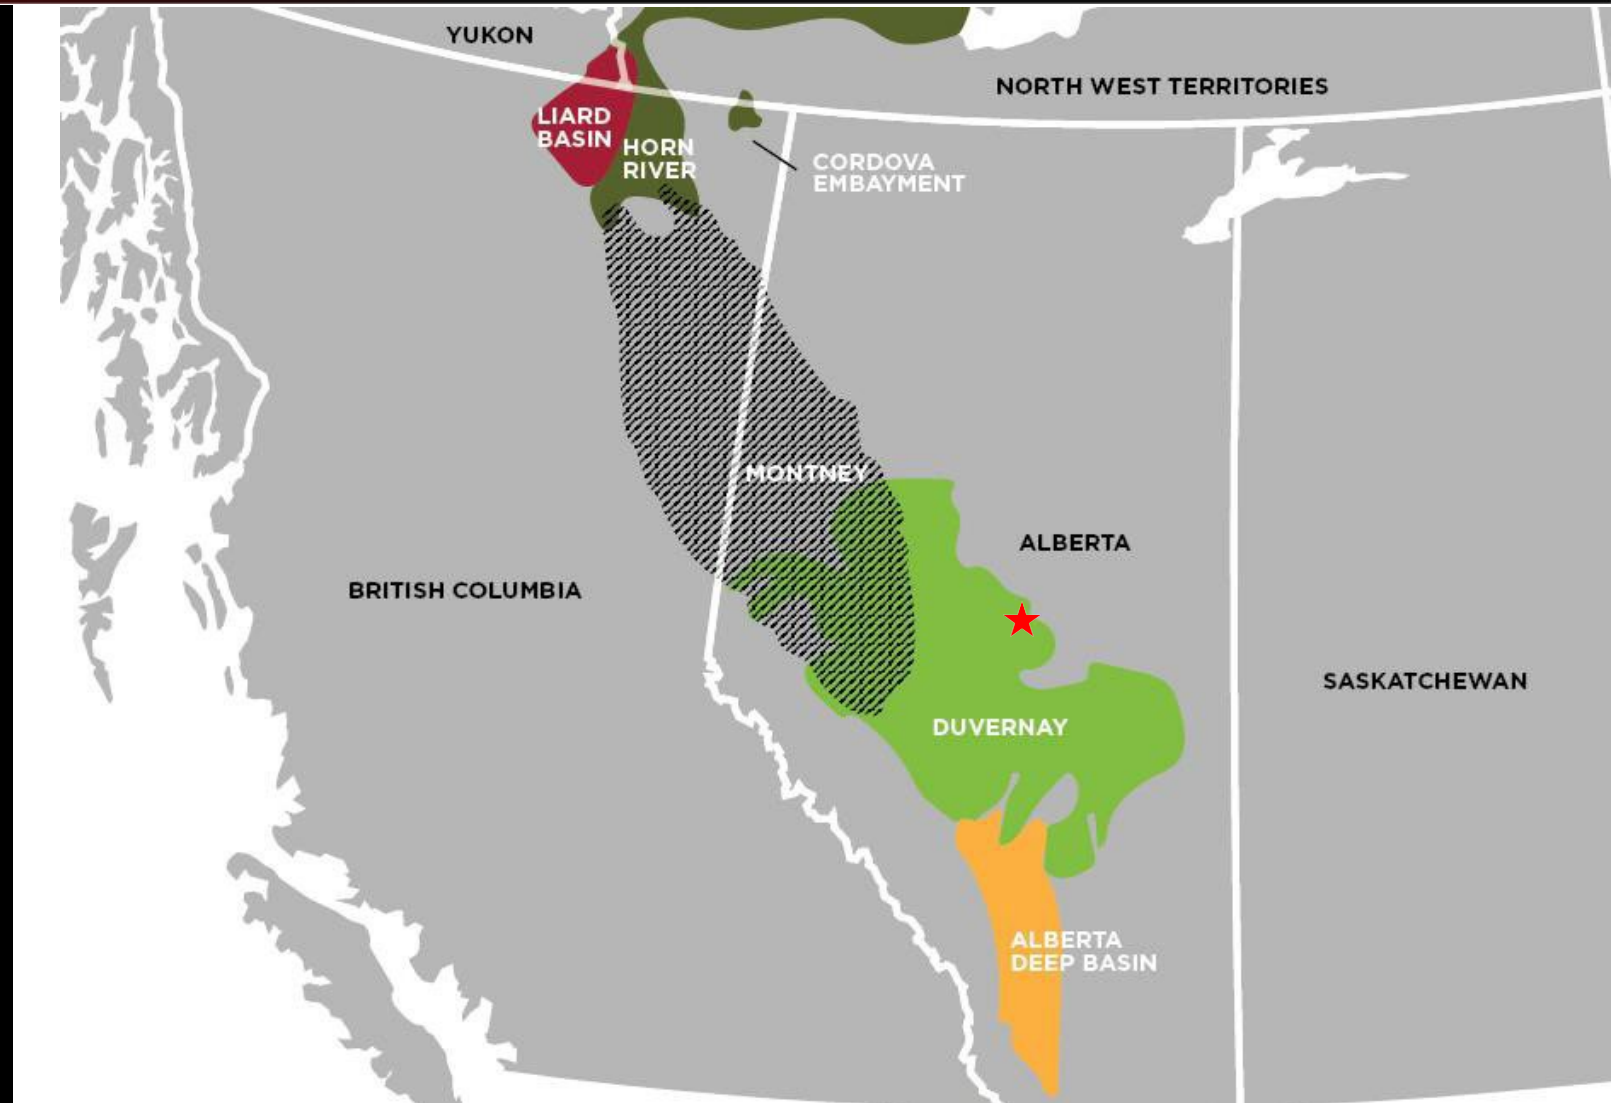 YUKON
NORTH WEST TERRITORIES
LIARD
BASIN
HORN
RIVER
CORDOVA
EMBAYMENT
MONTNEY
ALBERTA
BRITISH COLUMBIA
SASKATCHEWAN
DUVERNAY
ALBERTA
DEEP BASIN